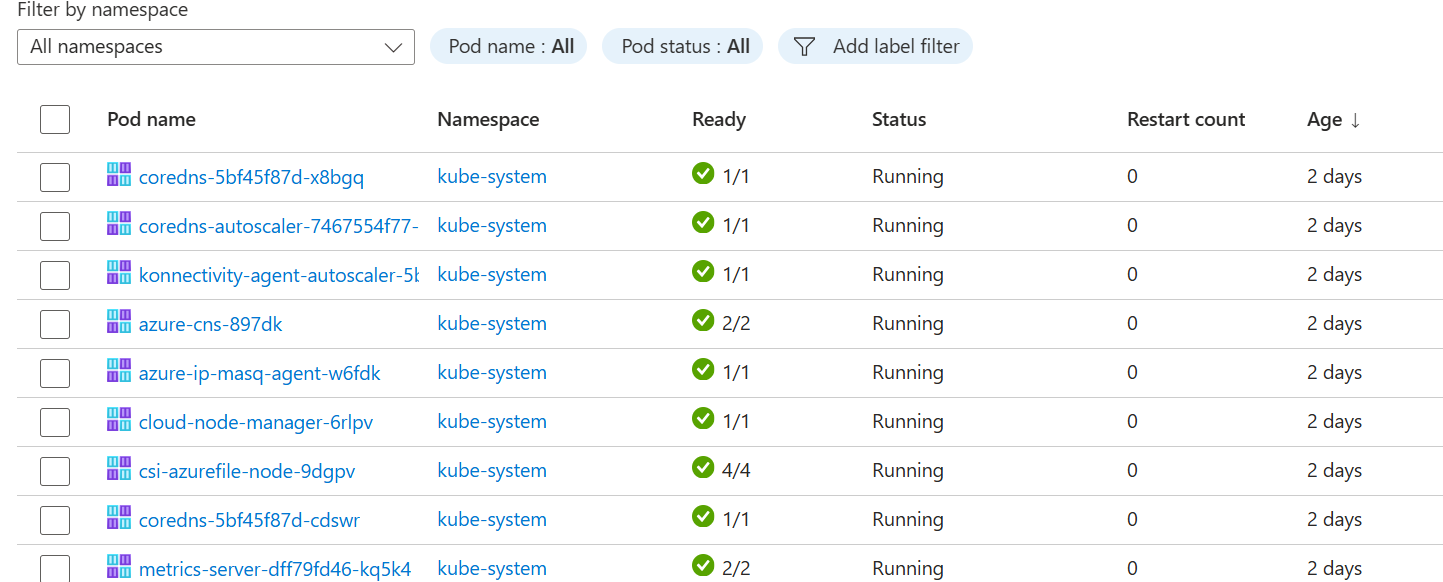 Filter by namespace
All namespaces Pod name : All Pod status : All Add label filter
Pod name Namespace Ready Status Restart count Age ↓
coredns-5bf45f87d-x8bgq kube-system 1/1 Running 0 2 days
coredns-autoscaler-7467554f77- kube-system 1/1 Running 0 2 days
konnectivity-agent-autoscaler-5b kube-system 1/1 Running 0 2 days
azure-cns-897dk kube-system 2/2 Running 0 2 days
azure-ip-masq-agent-w6fdk kube-system 1/1 Running 0 2 days
cloud-node-manager-6rlpv kube-system 1/1 Running 0 2 days
csi-azurefile-node-9dgpv kube-system 4/4 Running 0 2 days
coredns-5bf45f87d-cdswr kube-system 1/1 Running 0 2 days
metrics-server-dff79fd46-kq5k4 kube-system 2/2 Running 0 2 days